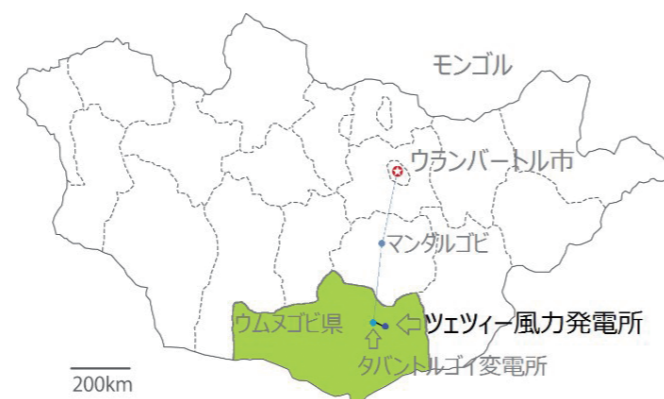 モンゴル
ウランバートル市
マンダルゴビ
ウムヌゴビ県
ツェツィー風力発電所
タバントルゴイ変電所
200km